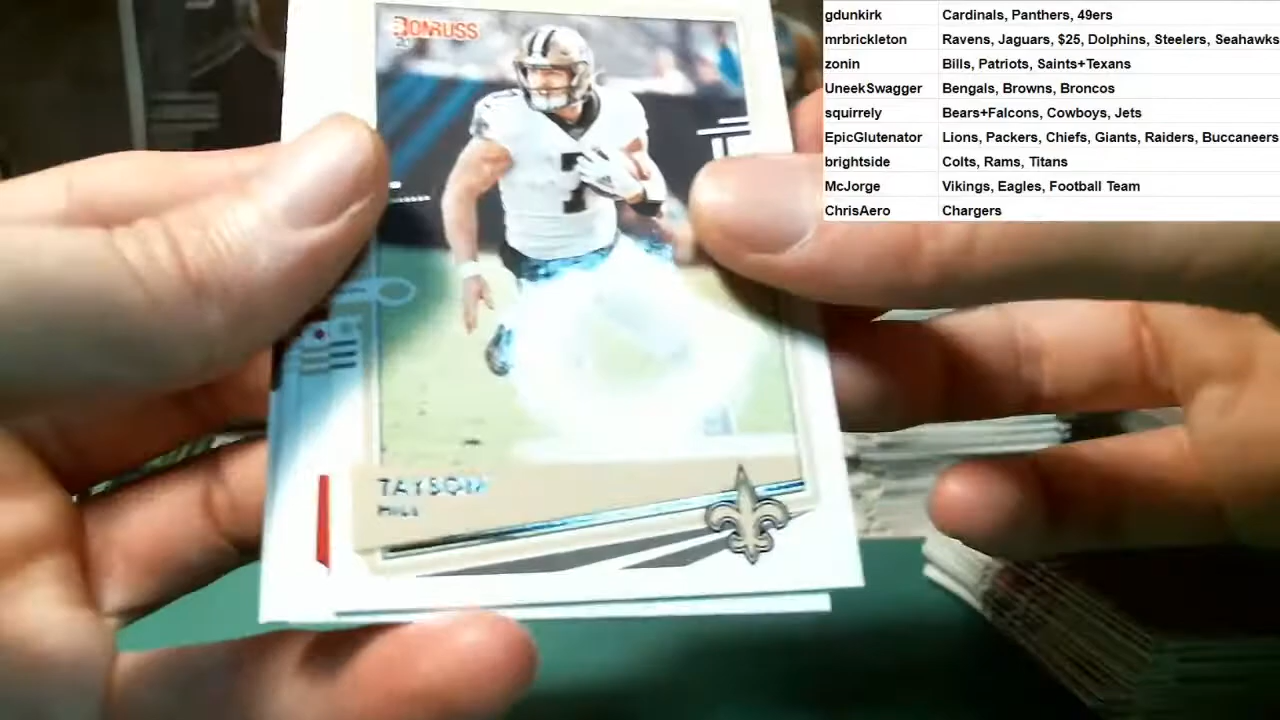 DONRUSS
20
7
TAYSOM
HILL
gdunkirk Cardinals, Panthers, 49ers
mrbrickleton Ravens, Jaguars, $25, Dolphins, Steelers, Seahawks
zonin Bills, Patriots, Saints+Texans
UneekSwagger Bengals, Browns, Broncos
squirrely Bears+Falcons, Cowboys, Jets
EpicGlutenator Lions, Packers, Chiefs, Giants, Raiders, Buccaneers
brightside Colts, Rams, Titans
McJorge Vikings, Eagles, Football Team
ChrisAero Chargers